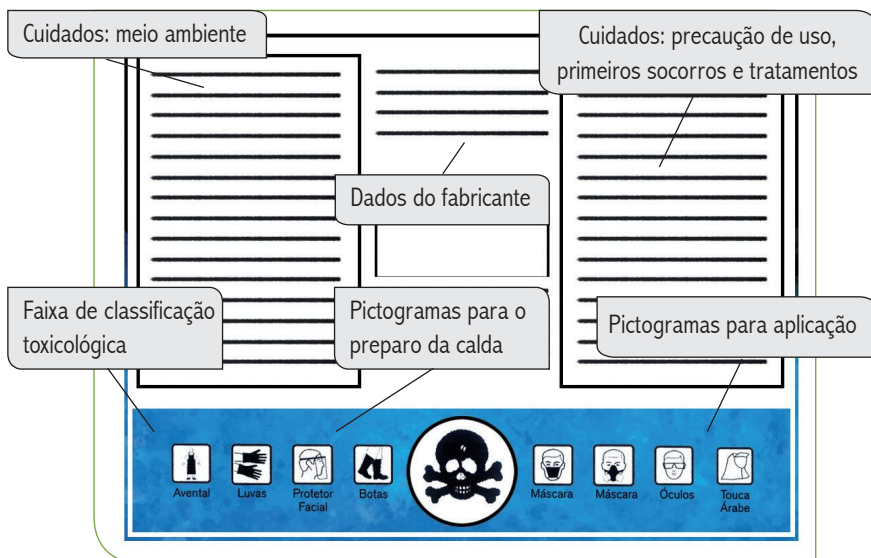 Cuidados: meio ambiente
Cuidados: precaução de uso,
primeiros socorros e tratamentos
Dados do fabricante
Faixa de classificação
toxicológica
Pictogramas para o
preparo da calda
Pictogramas para aplicação
Avental
Luvas
Protetor
Facial
Botas
Máscara
Máscara
Óculos
Touca
Árabe